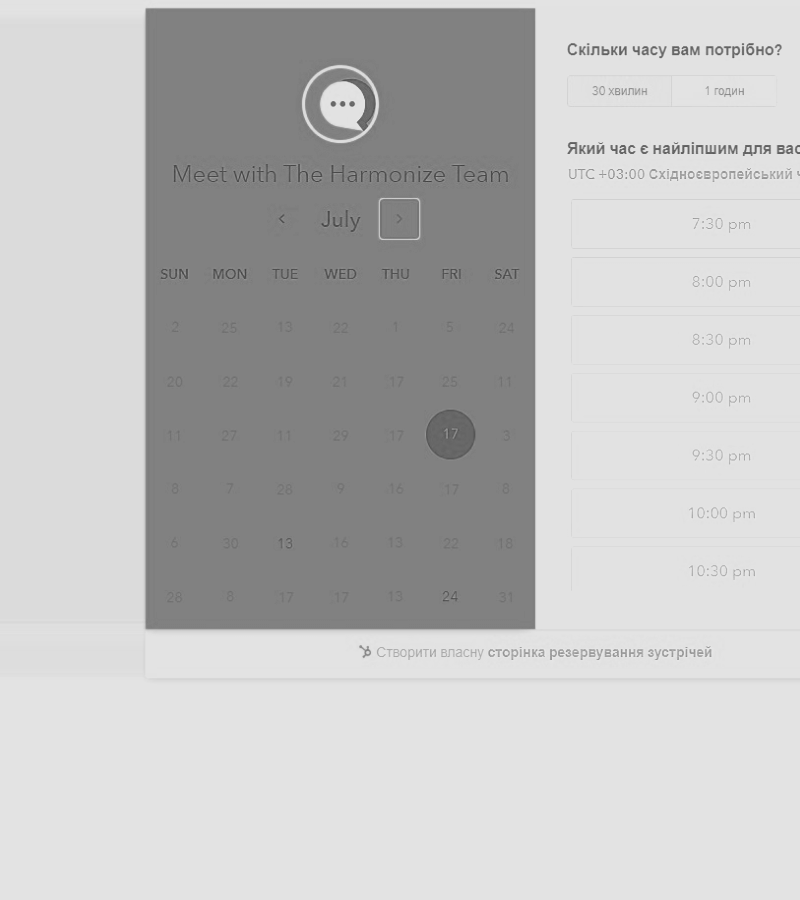 Meet with The Harmonize Team
July
SUN MON TUE WED THU FRI SAT
2 25 13 22 1 5 24
20 22 19 21 17 25 11
11 27 11 29 17 17 3
8 7 28 9 16 17 8
6 30 13 16 13 22 18
26 8 17 17 13 24 31
Скільки часу вам потрібно?
30 хвилин 1 годин
Який час є найліпшим для вас
UTC +03:00 Східноєвропейський ч
7:30 pm
8:00 pm
8:30 pm
9:00 pm
9:30 pm
10:00 pm
10:30 pm
Створити власну сторінка резервування зустрічей